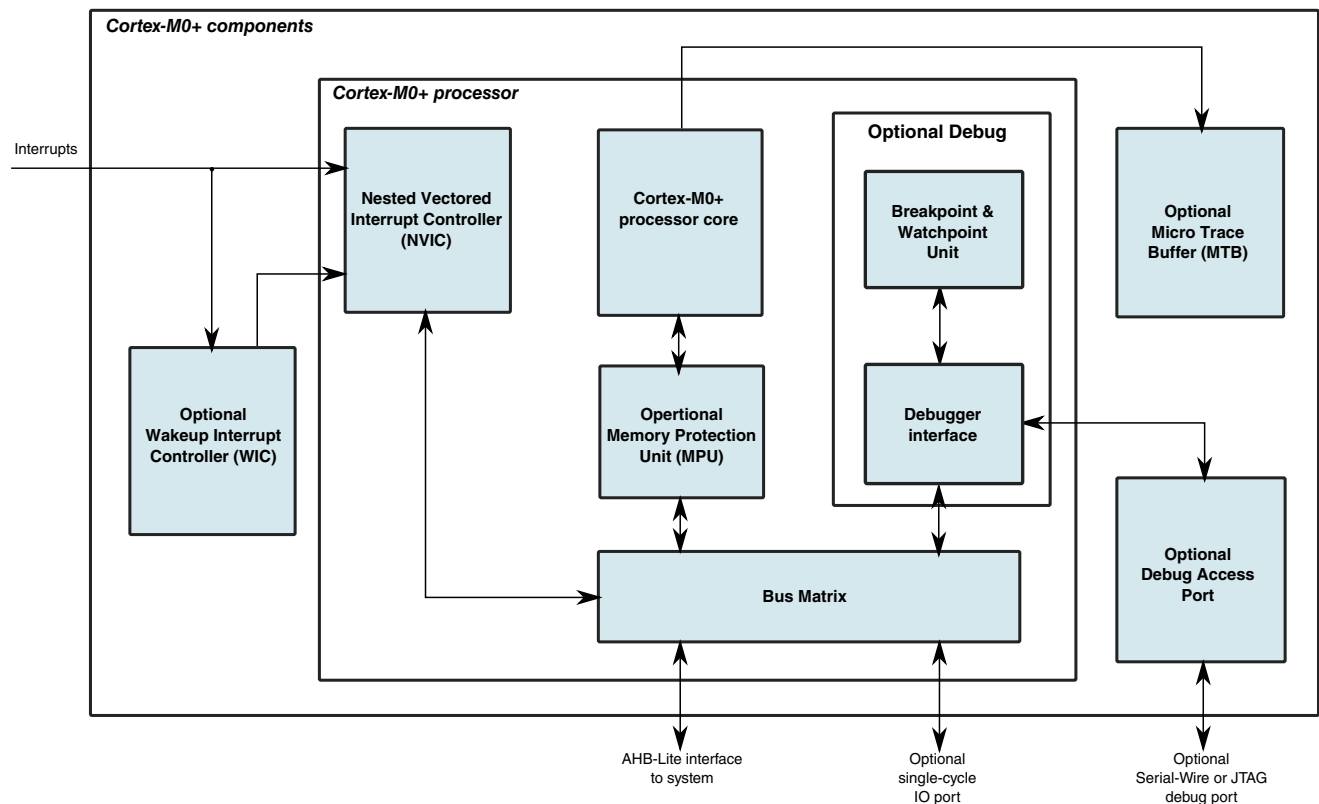 Cortex-M0+ components
Cortex-M0+ processor
Interrupts
Nested Vectored
Interrupt Controller
(NVIC)
Cortex-M0+
processor core
Optional Debug
Breakpoint &
Watchpoint
Unit
Optional
Micro Trace
Buffer (MTB)
Optional
Wakeup Interrupt
Controller (WIC)
Opertional
Memory Protection
Unit (MPU)
Debugger
interface
Optional
Debug Access
Port
Bus Matrix
AHB-Lite interface
to system
Optional
single-cycle
IO port
Optional
Serial-Wire or JTAG
debug port